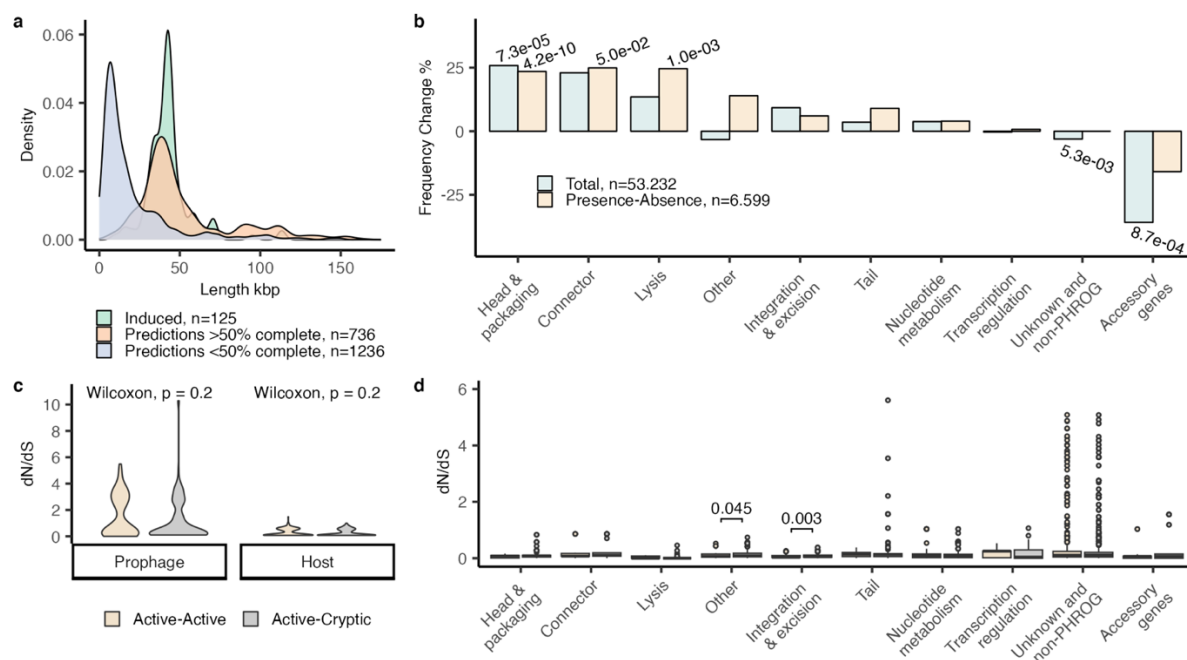 a
0.06
0.04
0.02
0.00
Density
0
50
100
150
Length kbp
Induced, n=125
Predictions >50% complete, n=736
Predictions <50% complete, n=1236
b
25
0
-25
Frequency Change %
7.3e-05
4.2e-10
5.0e-02
1.0e-03
5.3e-03
8.7e-04
Total, n=53.232
Presence-Absence, n=6.599
Head &
packaging
Connector
Lysis
Other
Integration
& excision
Tail
Nucleotide
metabolism
Transcription
regulation
Unknown and
non-PHROG
Accessory
genes
c
Wilcoxon, p = 0.2
Wilcoxon, p = 0.2
10
8
6
4
2
0
dN/dS
Prophage
Host
Active-Active
Active-Cryptic
d
6
4
2
0
dN/dS
0.045
0.003
Head &
packaging
Connector
Lysis
Other
Integration
& excision
Tail
Nucleotide
metabolism
Transcription
regulation
Unknown and
non-PHROG
Accessory
genes